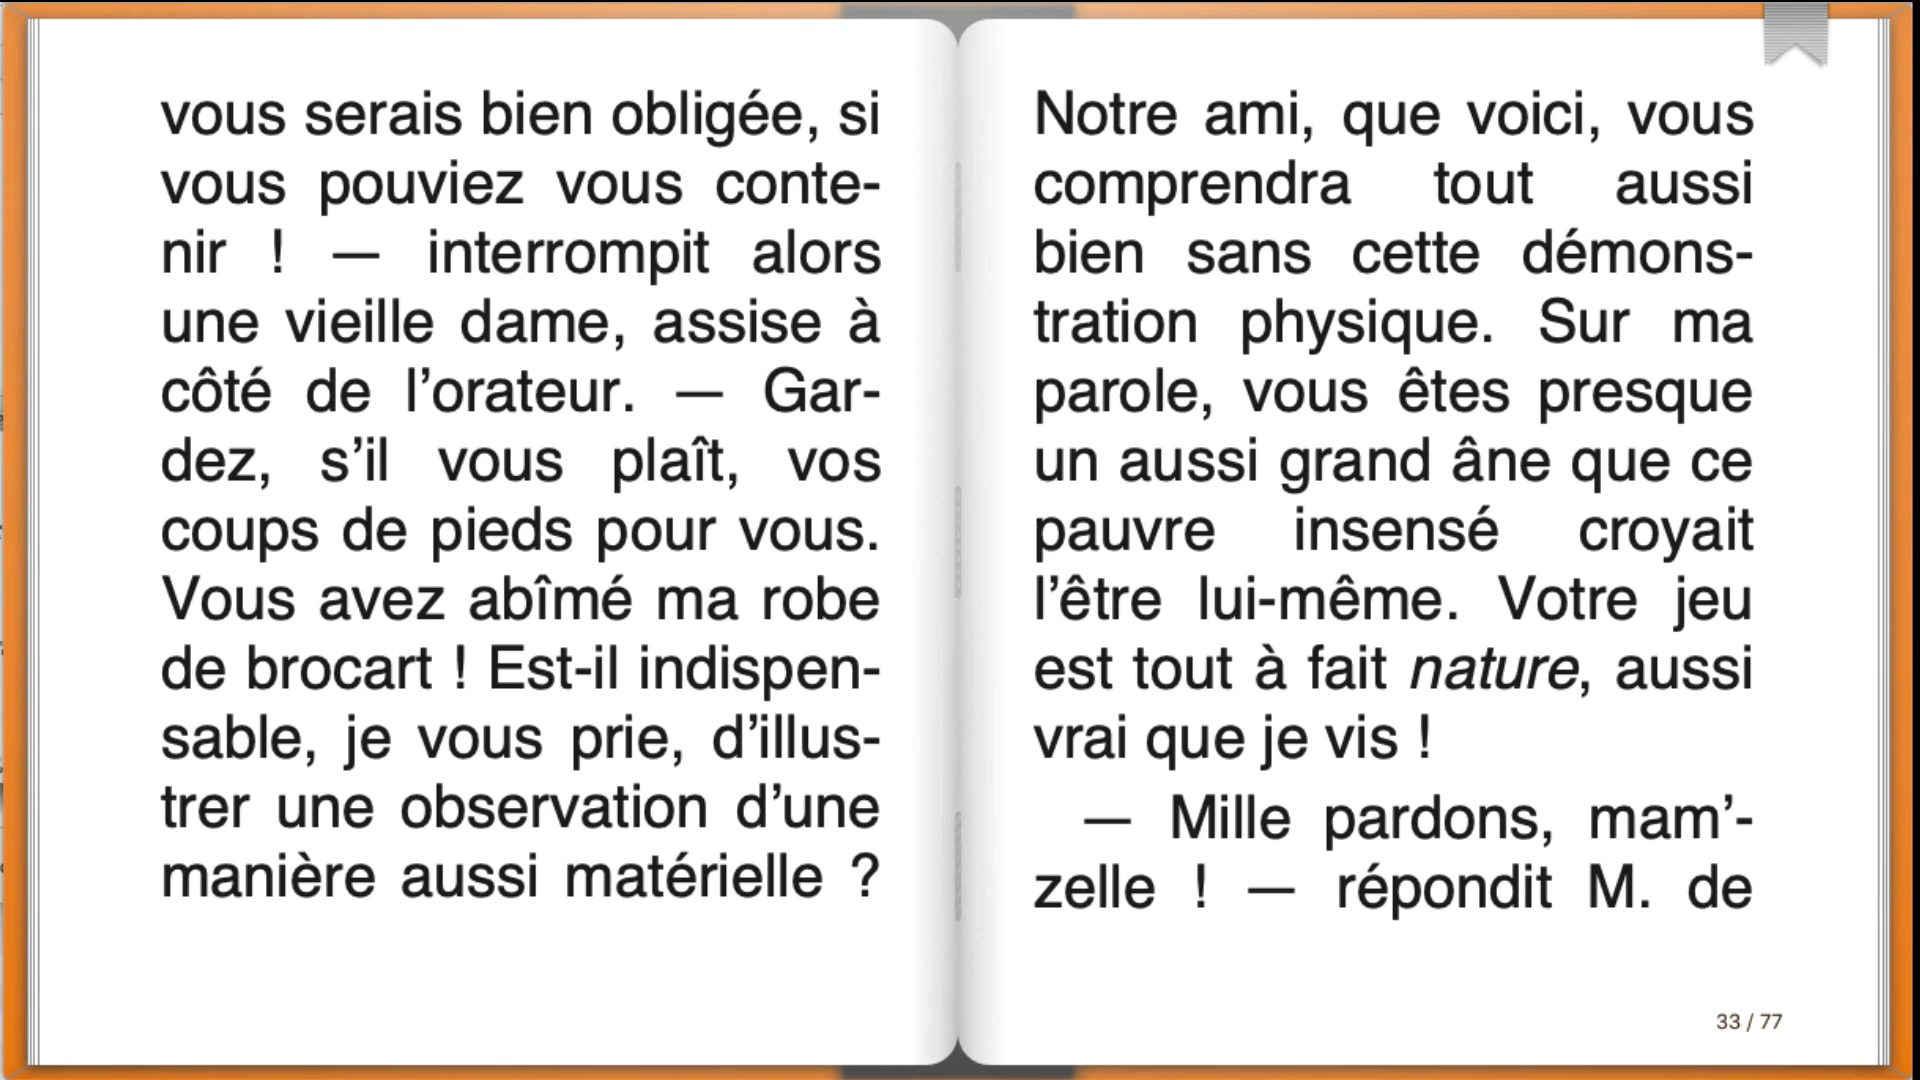 vous serais bien obligée, si
vous pouviez vous conte-
nir ! — interrompit alors
une vieille dame, assise à
côté de l’orateur. — Gar-
dez, s’il vous plaît, vos
coups de pieds pour vous.
Vous avez abîmé ma robe
de brocart ! Est-il indispen-
sable, je vous prie, d’illus-
trer une observation d’une
manière aussi matérielle ?
Notre ami, que voici, vous
comprendra tout aussi
bien sans cette démons-
tration physique. Sur ma
parole, vous êtes presque
un aussi grand âne que ce
pauvre insensé croyait
l’être lui-même. Votre jeu
est tout à fait nature, aussi
vrai que je vis !
— Mille pardons, mam’-
zelle ! — répondit M. de
33 / 77